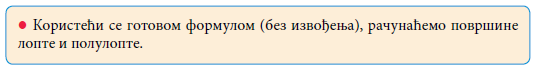 ● Користећи се готовом формулом (без извођења), рачунаћемо површине
лопте и полулопте.